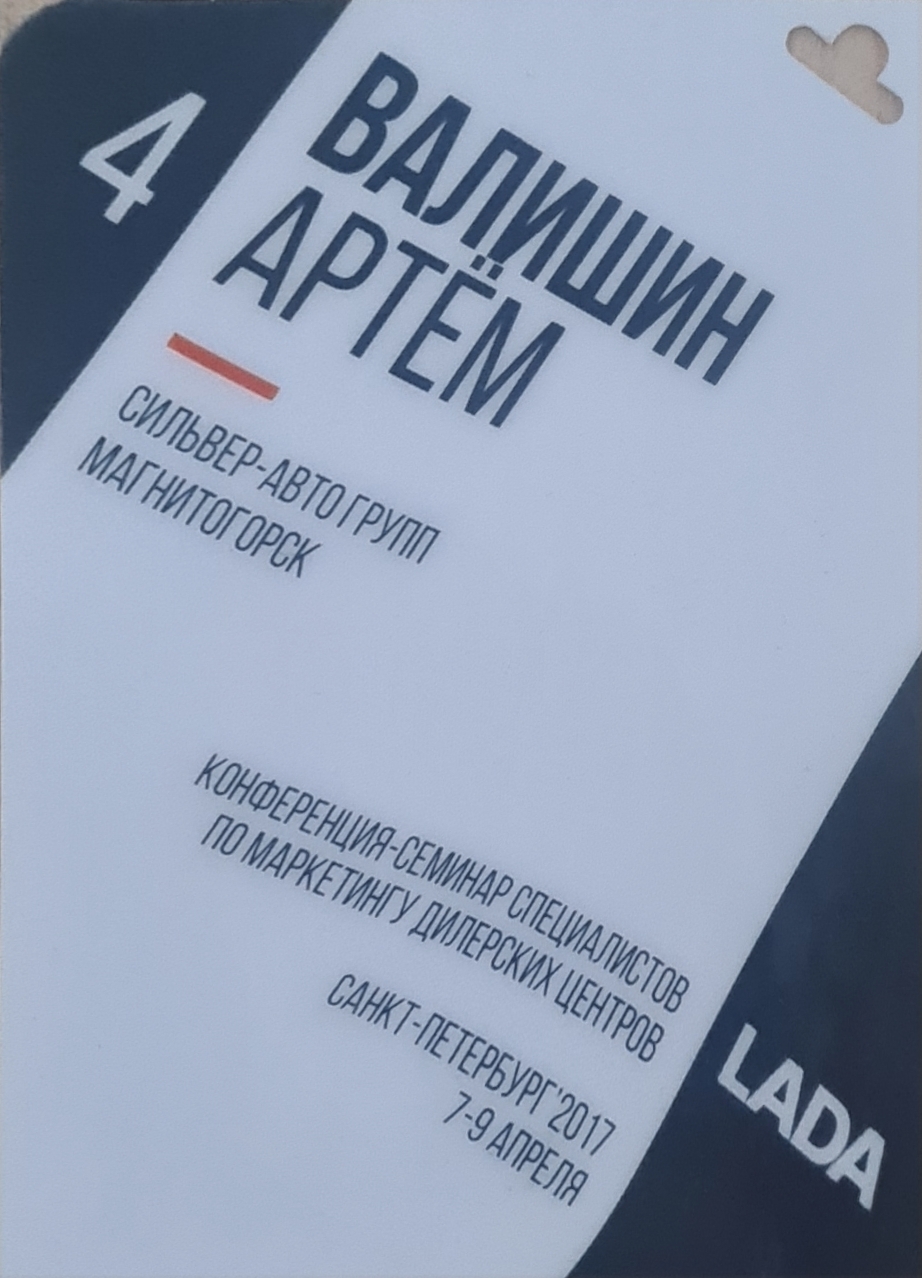 4
ВАЛИШИН
АРТЁМ
СИЛЬВЕР-АВТО ГРУПП
МАГНИТОГОРСК
КОНФЕРЕНЦИЯ-СЕМИНАР СПЕЦИАЛИСТОВ
ПО МАРКЕТИНГУ ДИЛЕРСКИХ ЦЕНТРОВ
САНКТ-ПЕТЕРБУРГ'2017
7-9 АПРЕЛЯ
LADA